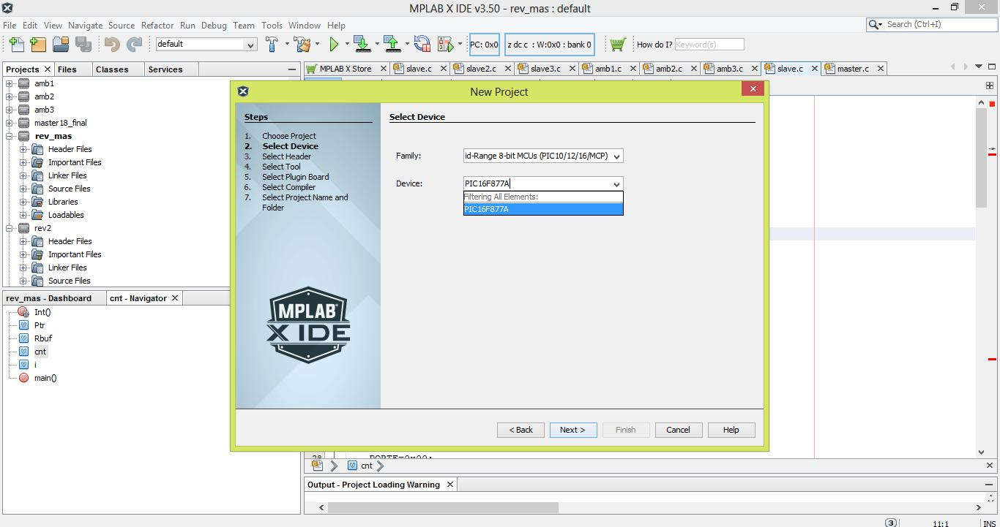 MPLAB X IDE v3.50 - rev_mas : default
File Edit View Navigate Source Refactor Run Debug Team Tools Window Help
Search (Ctrl+I)
default
PC: 0x0
z dc c : W:0x0 : bank 0
How do I? Keyword(s)
Projects Files Classes Services
MPLAB X Store slave.c slave2.c slave3.c amb1.c amb2.c amb3.c slave.c master.c
amb1
amb2
amb3
master18_final
rev_mas
Header Files
Important Files
Linker Files
Source Files
Libraries
Loadables
rev2
Header Files
Important Files
Linker Files
Source Files
rev_mas - Dashboard cnt - Navigator
Int()
Ptr
Rbuf
cnt
i
main()
New Project
Steps
1. Choose Project
2. Select Device
3. Select Header
4. Select Tool
5. Select Plugin Board
6. Select Compiler
7. Select Project Name and
Folder
MPLAB
X IDE
Select Device
Family: id-Range 8-bit MCUs (PIC10/12/16/MCP)
Device: PIC16F877A
Filtering All Elements:
PIC16F877A
< Back Next > Finish Cancel Help
cnt
Output - Project Loading Warning
3 11:1 INS